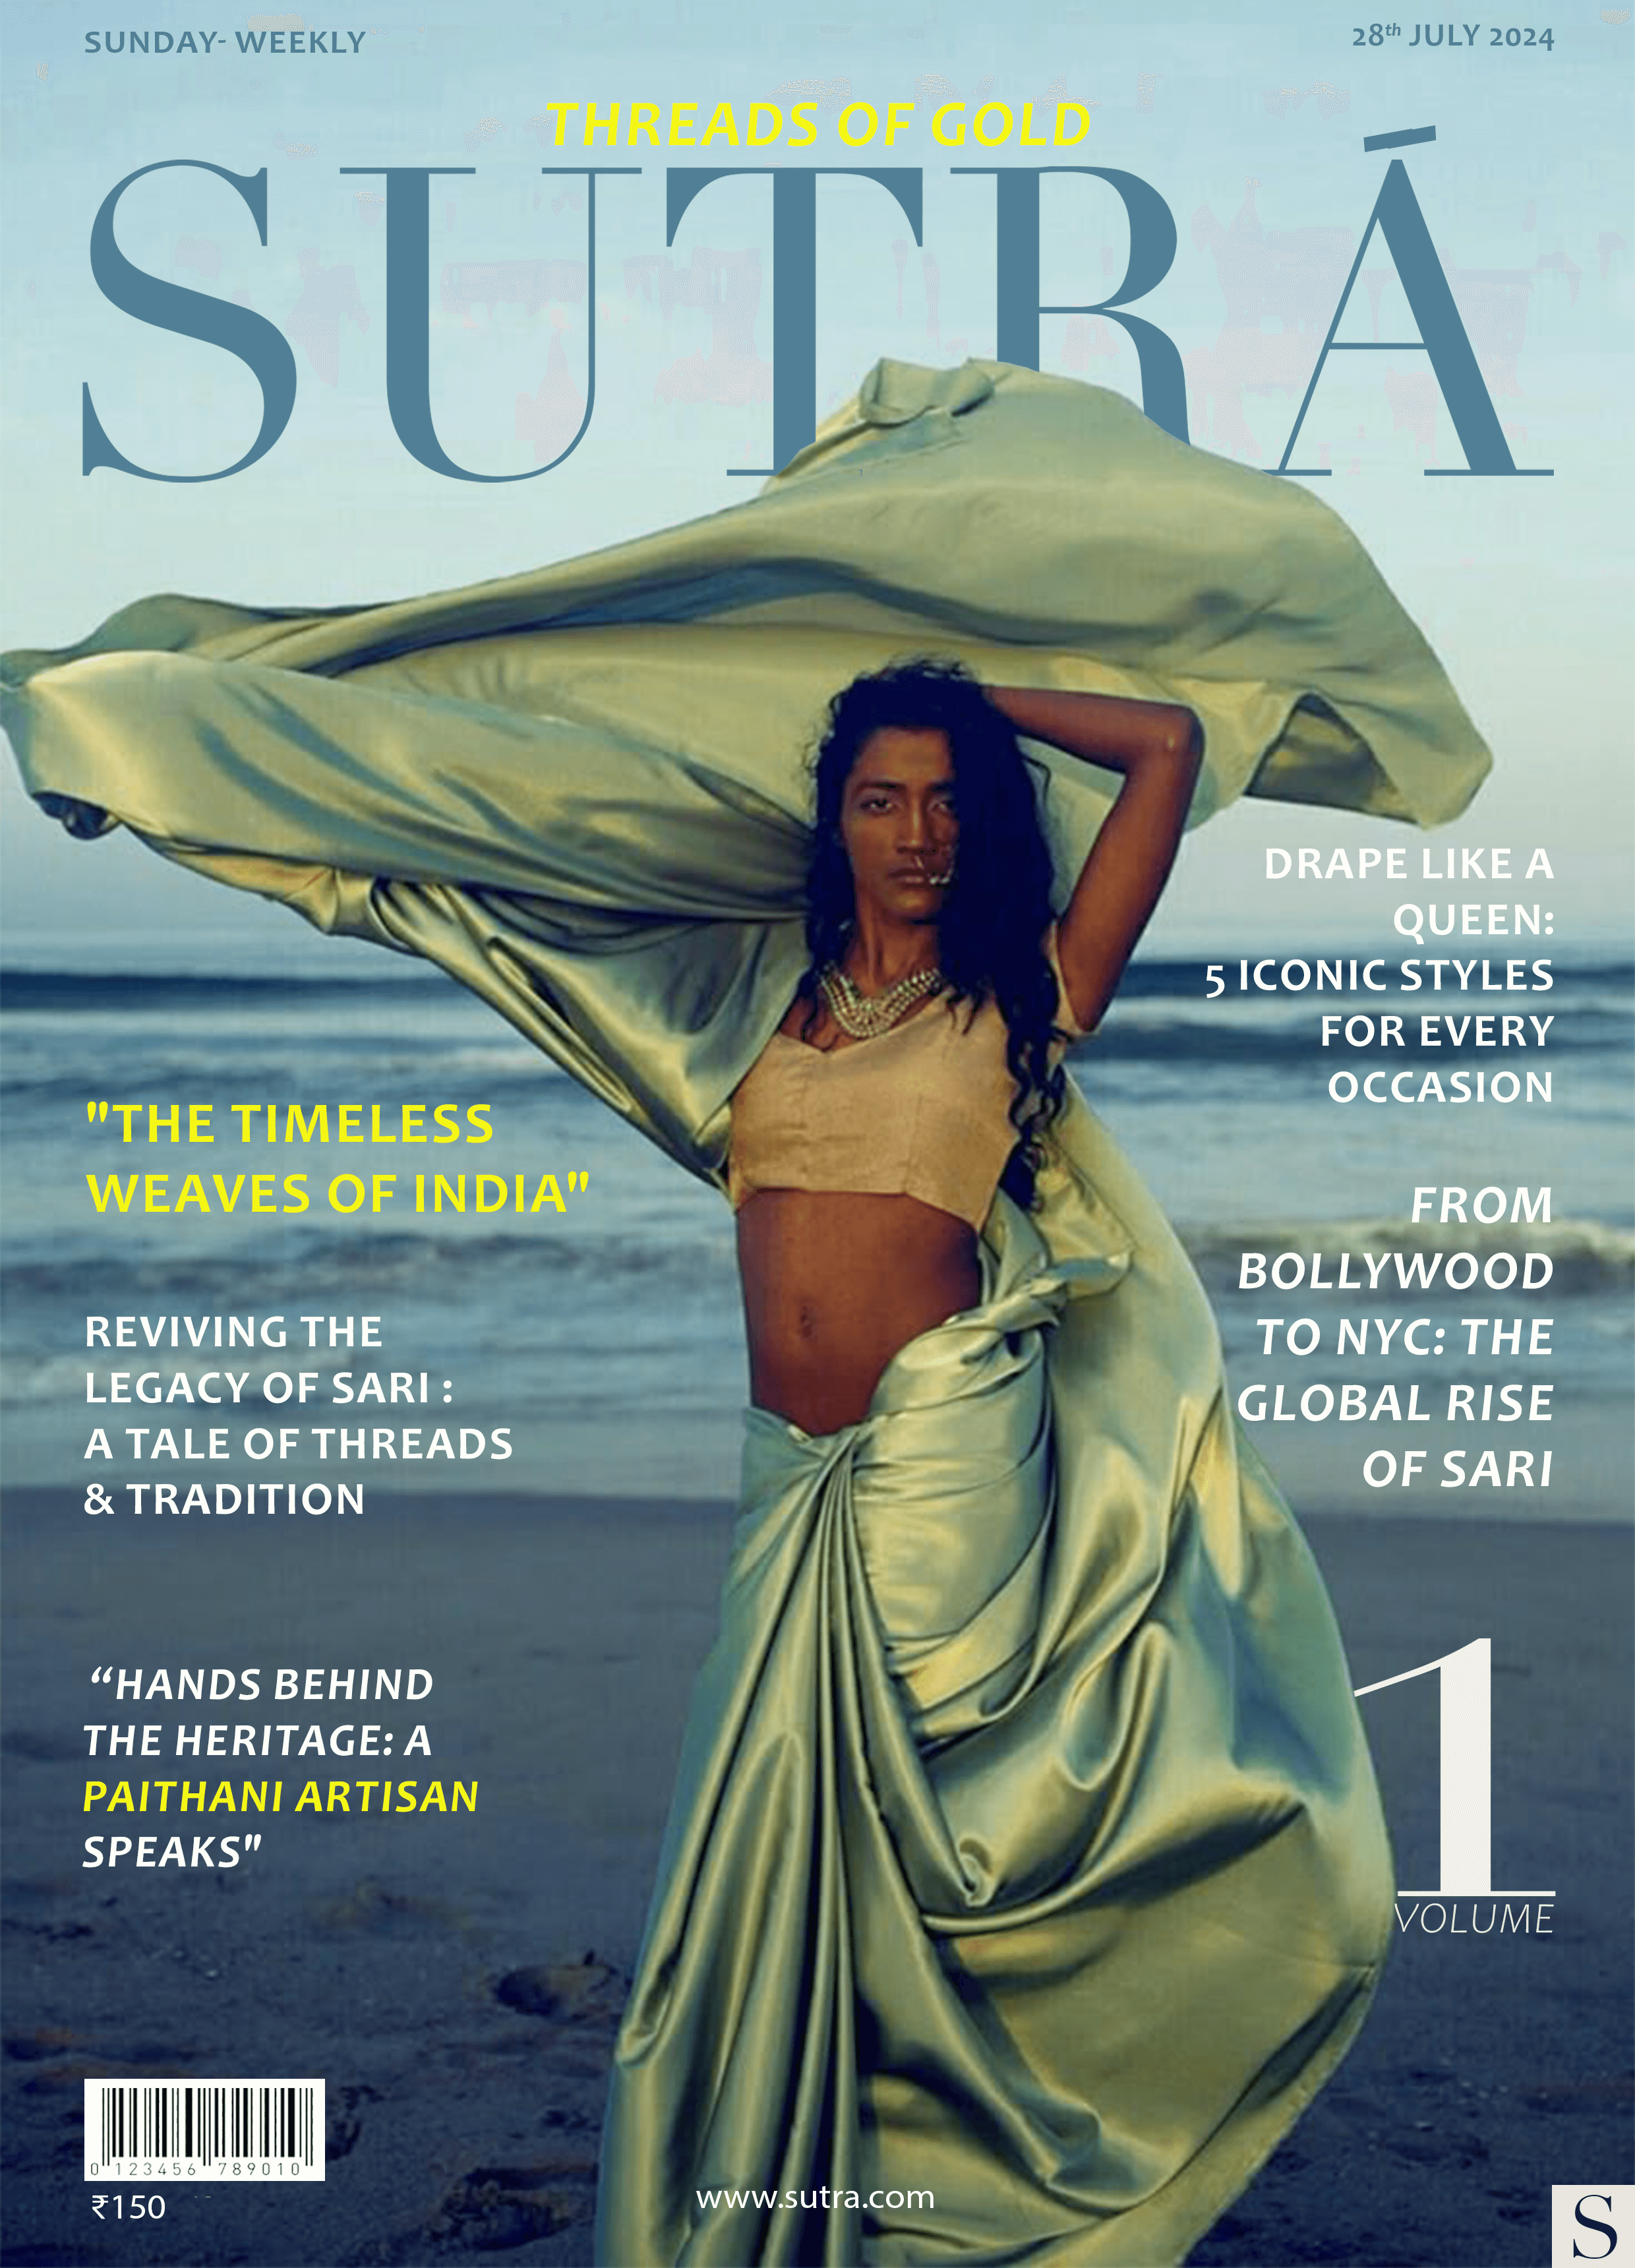 SUNDAY- WEEKLY
28th JULY 2024
THREADS OF GOLD
SUTRÁ
DRAPE LIKE A
QUEEN:
5 ICONIC STYLES
FOR EVERY
OCCASION
"THE TIMELESS
WEAVES OF INDIA"
FROM
BOLLYWOOD
TO NYC: THE
GLOBAL RISE
OF SARI
REVIVING THE
LEGACY OF SARI :
A TALE OF THREADS
& TRADITION
“HANDS BEHIND
THE HERITAGE: A
PAITHANI ARTISAN
SPEAKS"
1
VOLUME
0 123456 789010
₹150
www.sutra.com
S